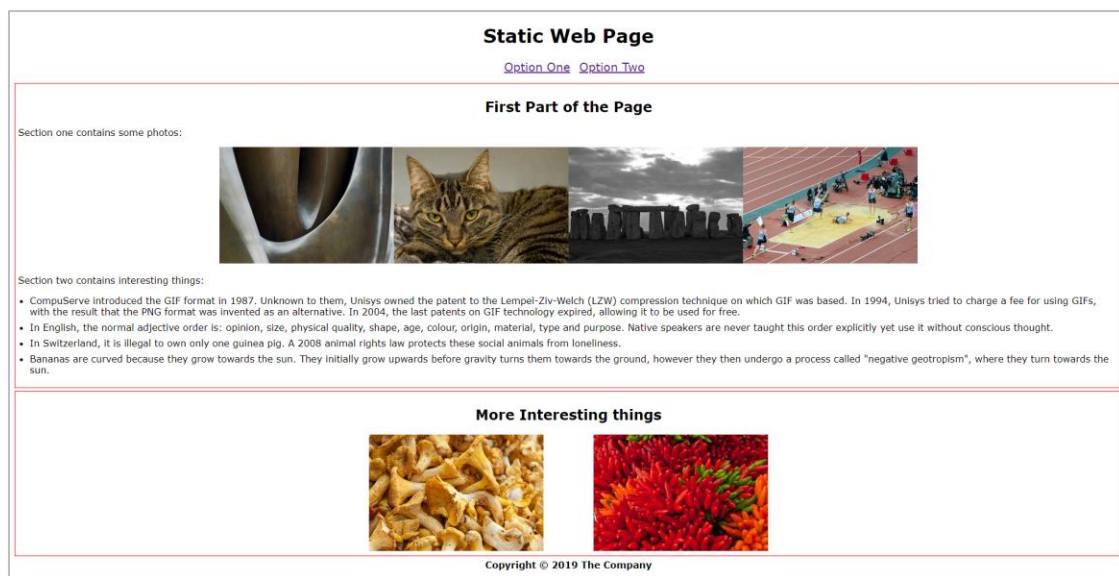 Static Web Page
Option One Option Two
First Part of the Page
Section one contains some photos:
Section two contains interesting things:
• CompuServe introduced the GIF format in 1987. Unknown to them, Unisys owned the patent to the Lempel-Ziv-Welch (LZW) compression technique on which GIF was based. In 1994, Unisys tried to charge a fee for using GIFs,
with the result that the PNG format was invented as an alternative. In 2004, the last patents on GIF technology expired, allowing it to be used for free.
• In English, the normal adjective order is: opinion, size, physical quality, shape, age, colour, origin, material, type and purpose. Native speakers are never taught this order explicitly yet use it without conscious thought.
• In Switzerland, it is illegal to own only one guinea pig. A 2008 animal rights law protects these social animals from loneliness.
• Bananas are curved because they grow towards the sun. They initially grow upwards before gravity turns them towards the ground, however they then undergo a process called "negative geotropism", where they turn towards the
sun.
More Interesting things
Copyright © 2019 The Company